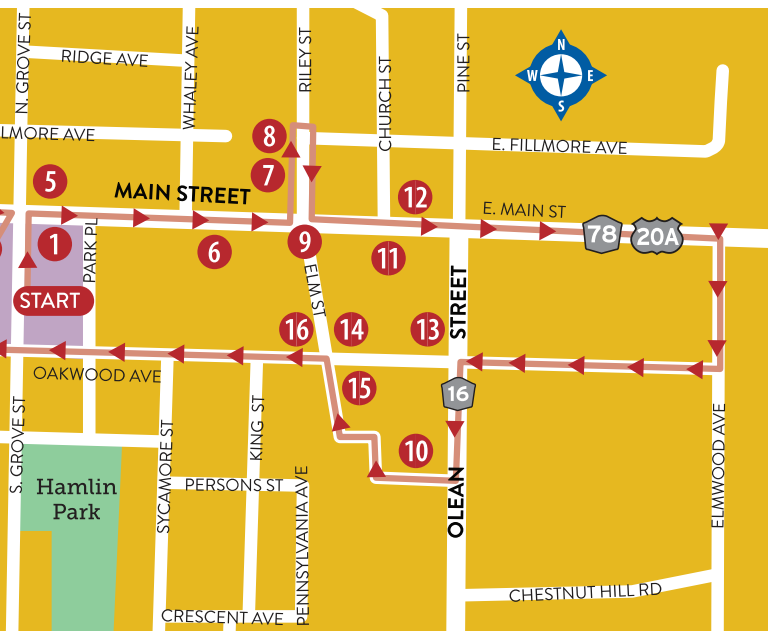 N. GROVE ST
RIDGE AVE
WHALEY AVE
RILEY ST
CHURCH ST
PINE ST
N
W
E
S
LMORE AVE
8
7
E. FILLMORE AVE
5
MAIN STREET
12
E. MAIN ST
78
20A
1
PARK PL
6
9
11
START
ELM ST
STREET
16
14
13
OAKWOOD AVE
15
16
S. GROVE ST
SYCAMORE ST
KING ST
10
OLEAN
ELMWOOD AVE
Hamlin
Park
PERSONS ST
PENNSYLVANIA AVE
CHESTNUT HILL RD
CRESCENT AVE